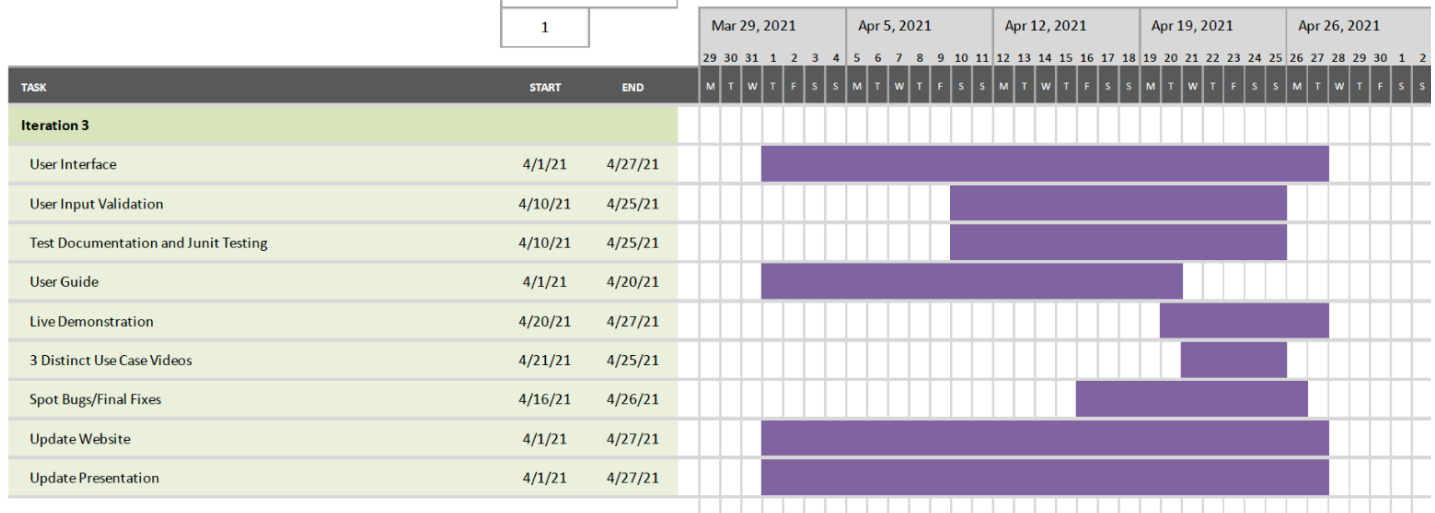 1
Mar 29, 2021 Apr 5, 2021 Apr 12, 2021 Apr 19, 2021 Apr 26, 2021
29 30 31 1 2 3 4 5 6 7 8 9 10 11 12 13 14 15 16 17 18 19 20 21 22 23 24 25 26 27 28 29 30 1 2
TASK START END M T W T F S S M T W T F S S M T W T F S S M T W T F S S M T W T F S S
Iteration 3
User Interface 4/1/21 4/27/21
User Input Validation 4/10/21 4/25/21
Test Documentation and Junit Testing 4/10/21 4/25/21
User Guide 4/1/21 4/20/21
Live Demonstration 4/20/21 4/27/21
3 Distinct Use Case Videos 4/21/21 4/25/21
Spot Bugs/Final Fixes 4/16/21 4/26/21
Update Website 4/1/21 4/27/21
Update Presentation 4/1/21 4/27/21